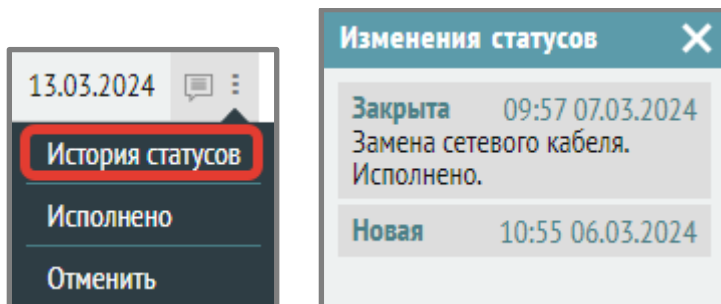 13.03.2024
История статусов
Исполнено
Отменить
Изменения статусов
Закрыта 09:57 07.03.2024
Замена сетевого кабеля.
Исполнено.
Новая 10:55 06.03.2024